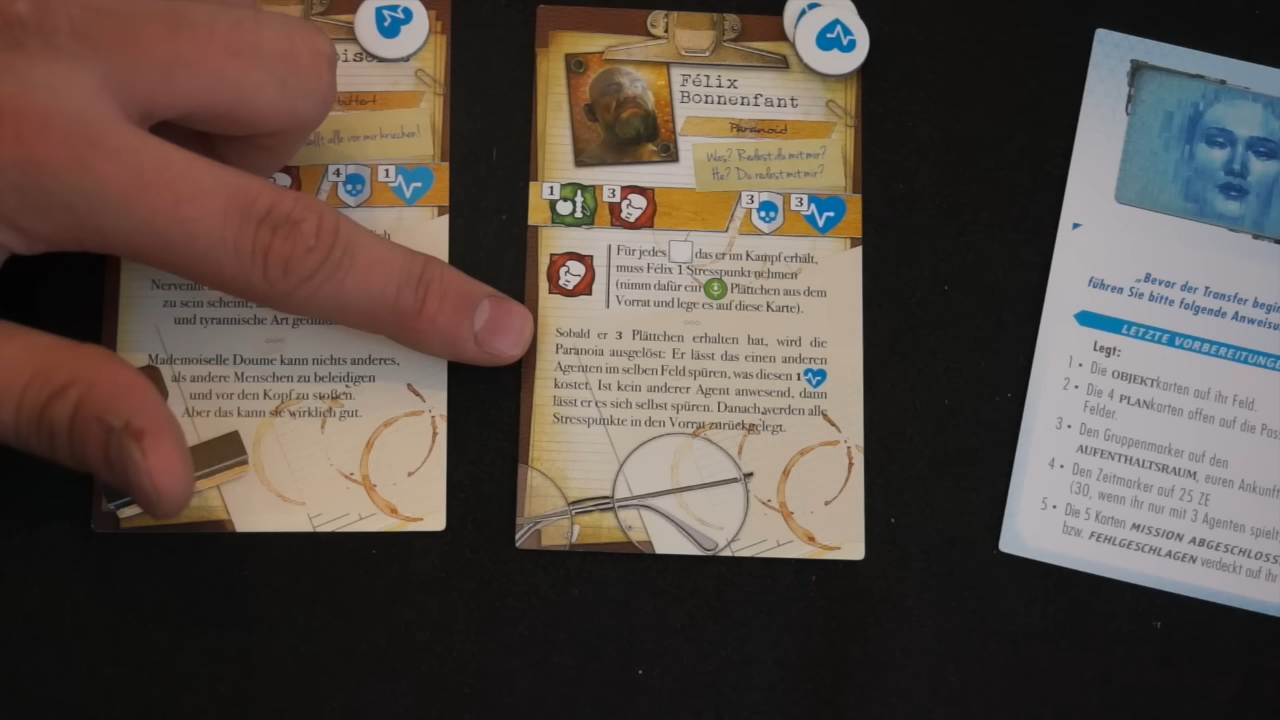 sollt alle vor mir kriechen!
4 1
und tyrannische Art
Mademoiselle Doume kann nichts anderes,
als andere Menschen zu beleidigen
und vor den Kopf zu stoßen.
Aber das kann sie wirklich gut.
Félix
Bonnenfant
Paranoid
Was? Redest du mit mir?
He? Du redest mit mir?
1 3 3 3
Für jedes das er im Kampf erhält,
muss Félix 1 Stresspunkt nehmen
(nimm dafür ein Plättchen aus dem
Vorrat und lege es auf diese Karte).
Sobald er 3 Plättchen erhalten hat, wird die
Paranoia ausgelöst: Er lässt das einen anderen
Agenten im selben Feld spüren, was diesen 1
kostet. Ist kein anderer Agent anwesend, dann
lässt er es sich selbst spüren. Danach werden alle
Stresspunkte in den Vorrat zurückgelegt.
„Bevor der Transfer begin
führen Sie bitte folgende Anweisu
LETZTE VORBEREITUNGE
Legt:
1 • Die OBJEKTkarten auf ihr Feld.
2 • Die 4 PLANkarten offen auf die Pas
Felder.
3 • Den Gruppenmarker auf den
AUFENTHALTSRAUM, euren Ankunft
4 • Den Zeitmarker auf 25 ZE
(30, wenn ihr nur mit 3 Agenten spielt
5 • Die 5 Karten MISSION ABGESCHLOSS
bzw. FEHLGESCHLAGEN verdeckt auf ihr